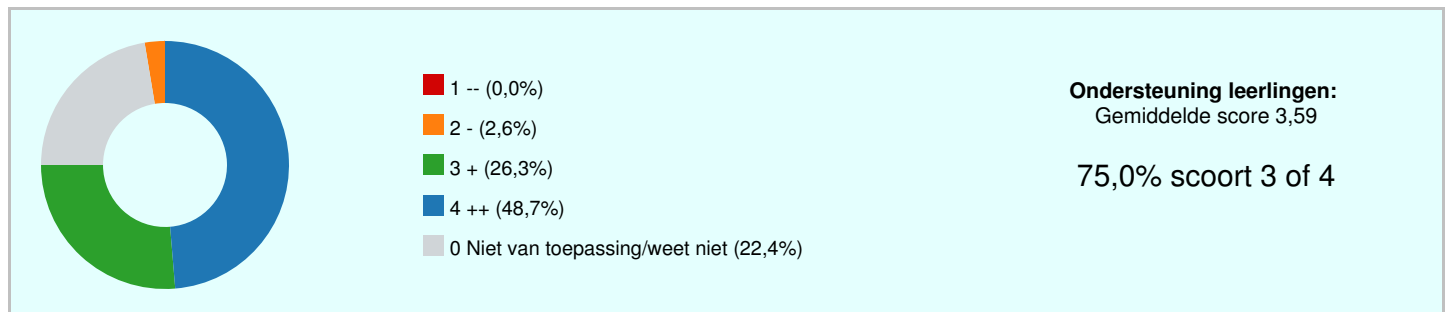 1 -- (0,0%)
2 - (2,6%)
3 + (26,3%)
4 ++ (48,7%)
0 Niet van toepassing/weet niet (22,4%)
Ondersteuning leerlingen:
Gemiddelde score 3,59
75,0% scoort 3 of 4